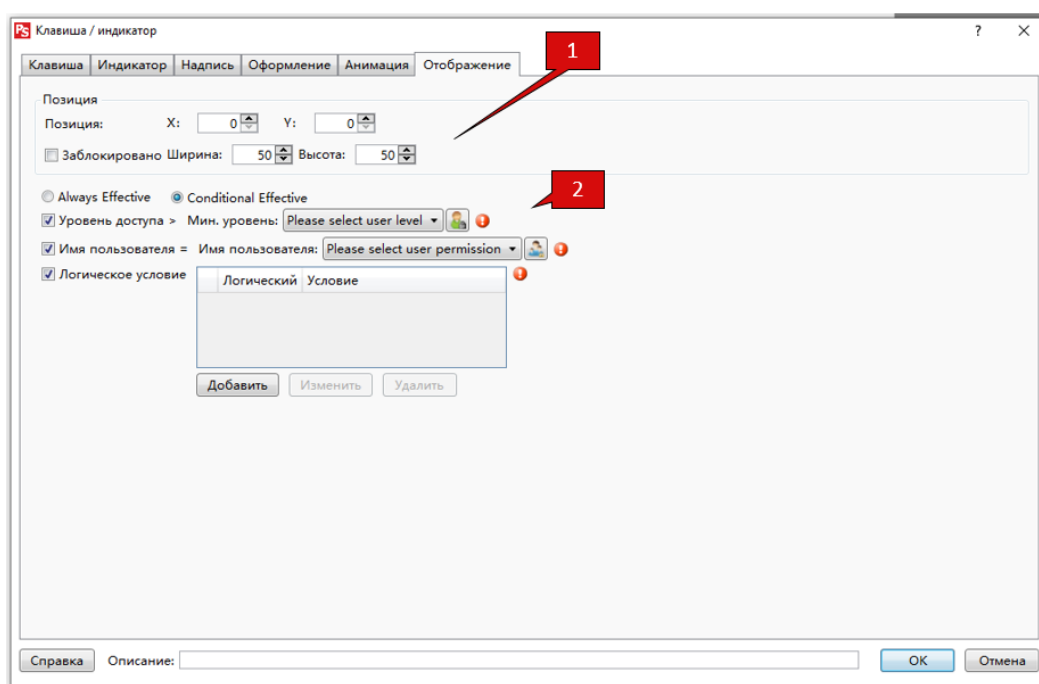 PS Клавиша / индикатор ?
1
Клавиша Индикатор Надпись Оформление Анимация Отображение
Позиция
Позиция: X: 0 Y: 0
Заблокировано Ширина: 50 Высота: 50
2
Always Effective Conditional Effective
Уровень доступа > Мин. уровень: Please select user level
Имя пользователя = Имя пользователя: Please select user permission
Логическое условие
Логический Условие
Добавить Изменить Удалить
Справка Описание: OK Отмена